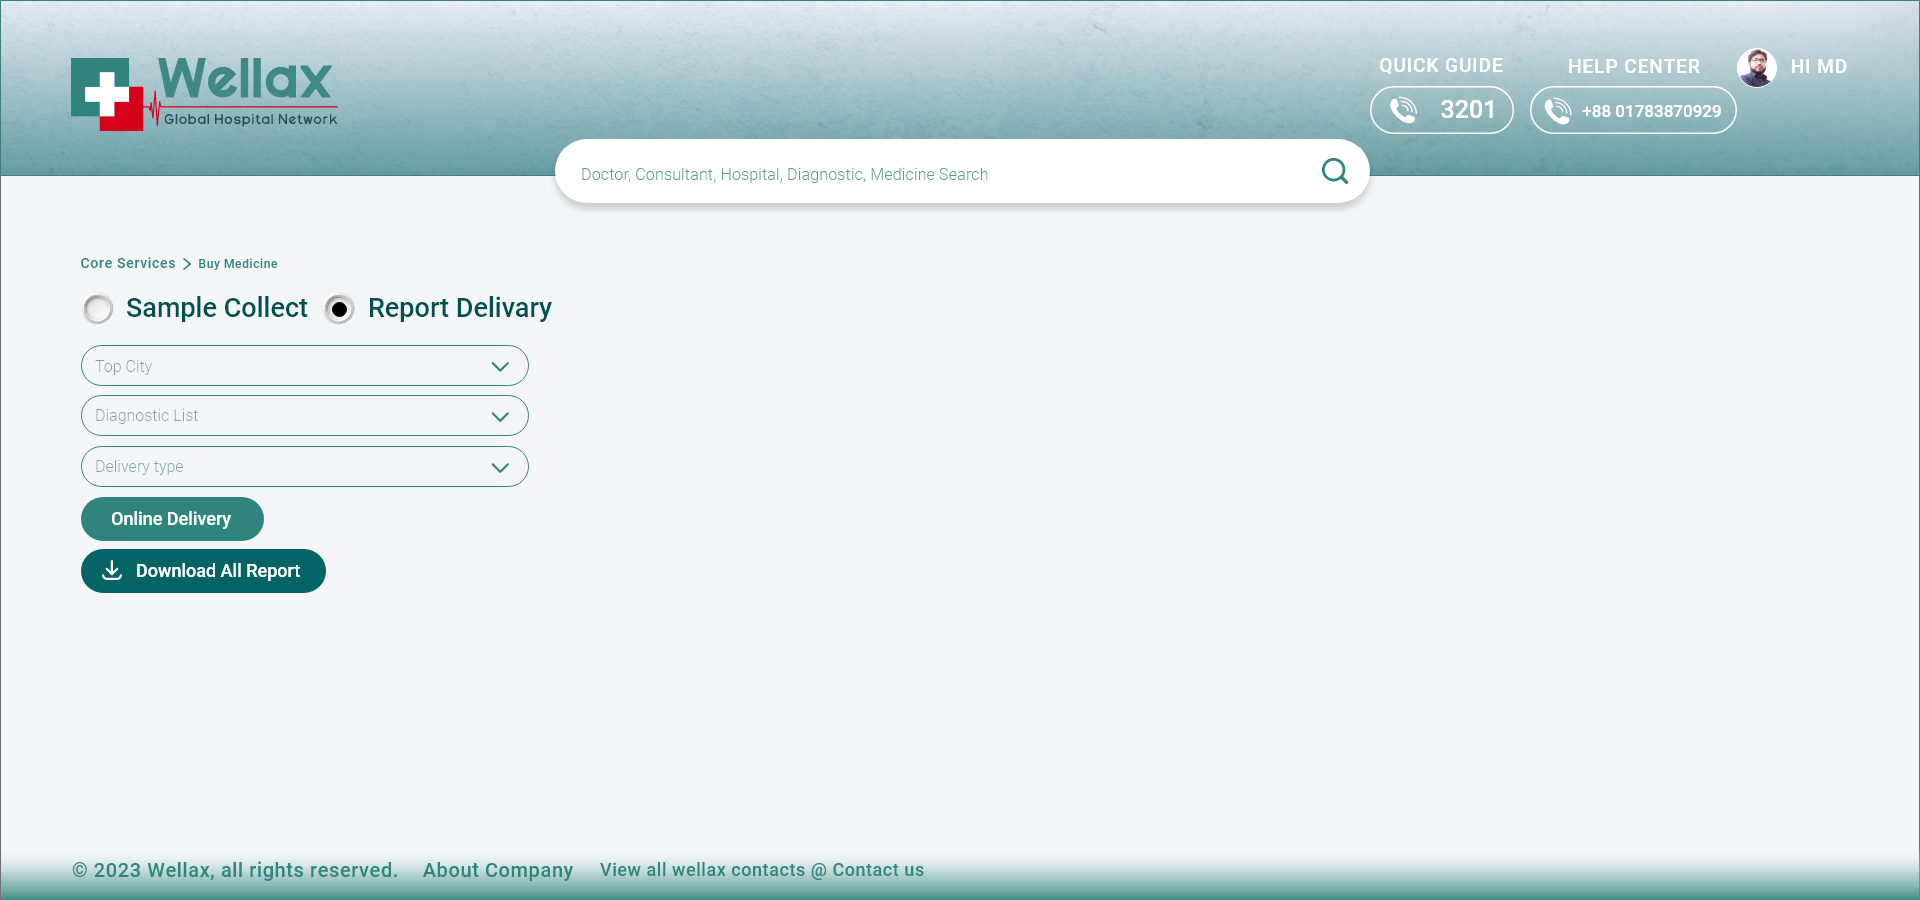 Wellax
Global Hospital Network
QUICK GUIDE
HELP CENTER
HI MD
3201
+88 01783870929
Doctor, Consultant, Hospital, Diagnostic, Medicine Search
Core Services > Buy Medicine
Sample Collect
Report Delivary
Top City
Diagnostic List
Delivery type
Online Delivery
Download All Report
© 2023 Wellax, all rights reserved.
About Company
View all wellax contacts @ Contact us